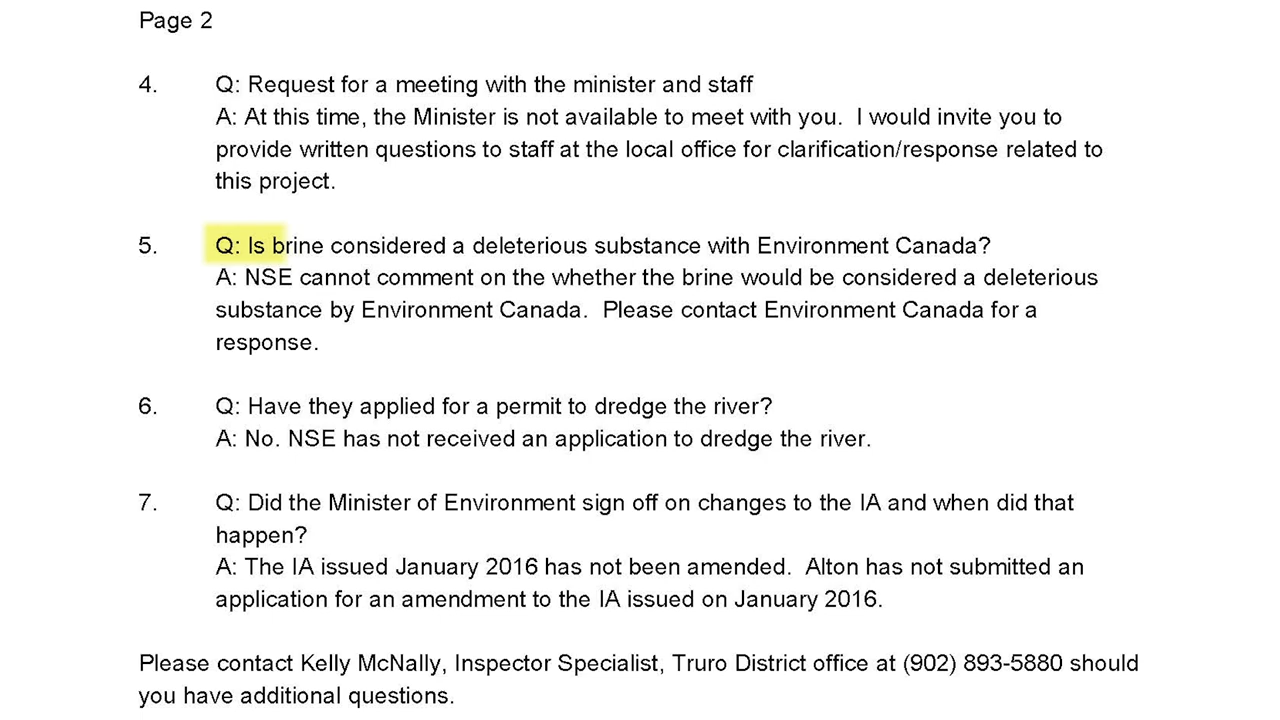 Page 2
4. Q: Request for a meeting with the minister and staff
A: At this time, the Minister is not available to meet with you. I would invite you to
provide written questions to staff at the local office for clarification/response related to
this project.
5. Q: Is brine considered a deleterious substance with Environment Canada?
A: NSE cannot comment on the whether the brine would be considered a deleterious
substance by Environment Canada. Please contact Environment Canada for a
response.
6. Q: Have they applied for a permit to dredge the river?
A: No. NSE has not received an application to dredge the river.
7. Q: Did the Minister of Environment sign off on changes to the IA and when did that
happen?
A: The IA issued January 2016 has not been amended. Alton has not submitted an
application for an amendment to the IA issued on January 2016.
Please contact Kelly McNally, Inspector Specialist, Truro District office at (902) 893-5880 should
you have additional questions.